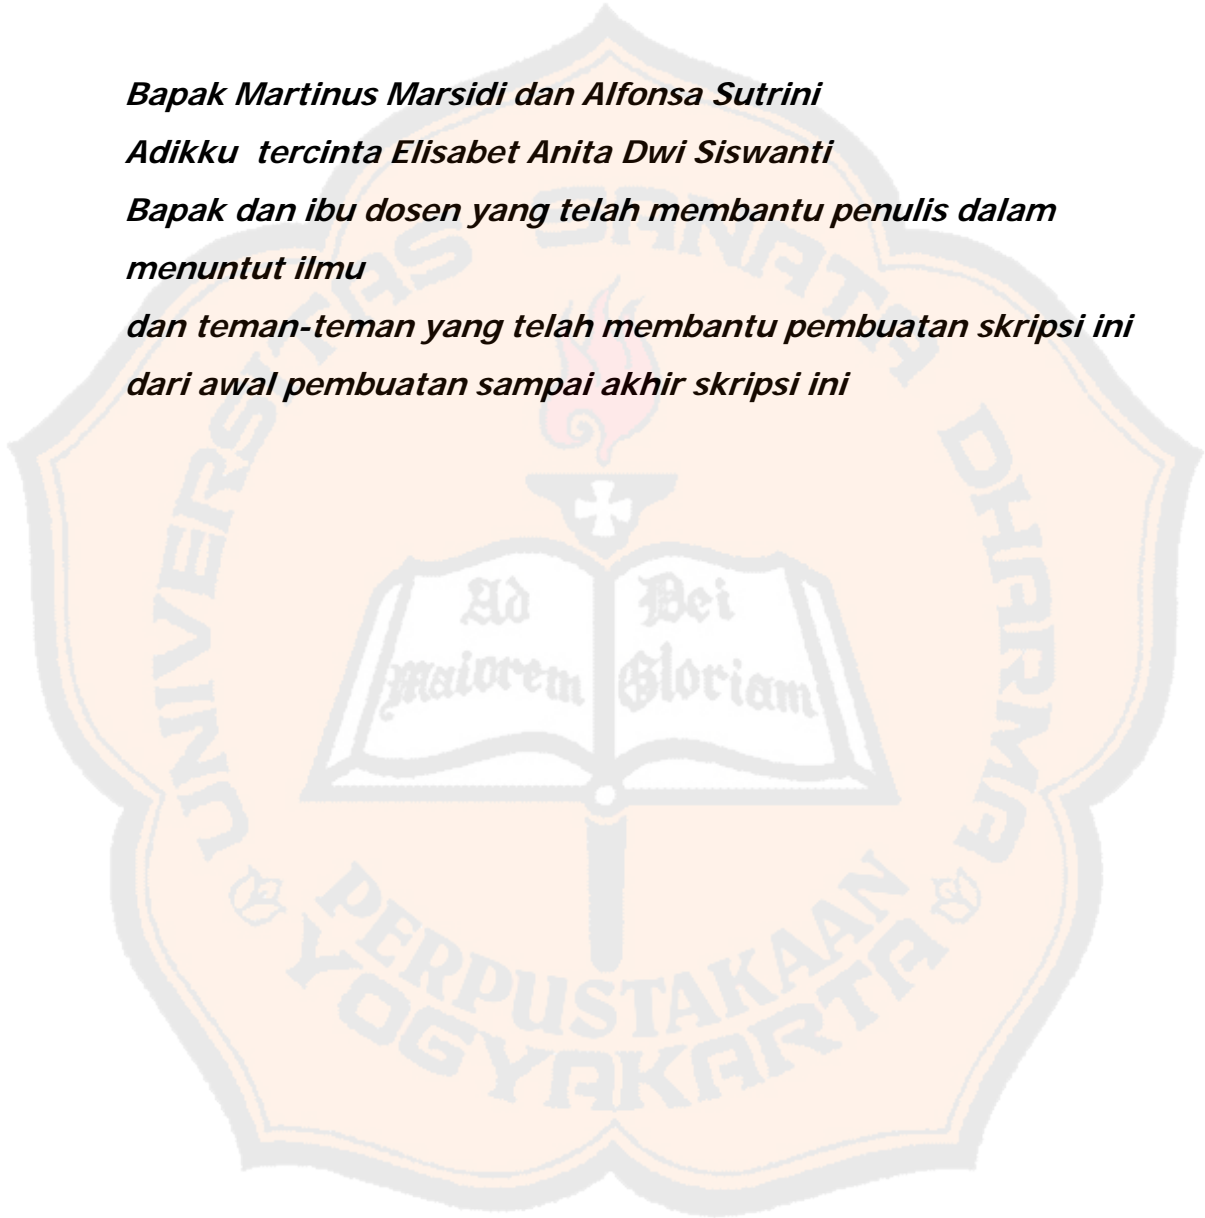 Bapak Martinus Marsidi dan Alfonsa Sutrini
Adikku  tercinta Elisabet Anita Dwi Siswanti
Bapak dan ibu dosen yang telah membantu penulis dalam
menuntut ilmu
dan teman-teman yang telah membantu pembuatan skripsi ini
dari awal pembuatan sampai akhir skripsi ini
UNIVERSITAS SANATA DHARMA
Ad Dei
maiorem Gloriam
PERPUSTAKAAN
YOGYAKARTA